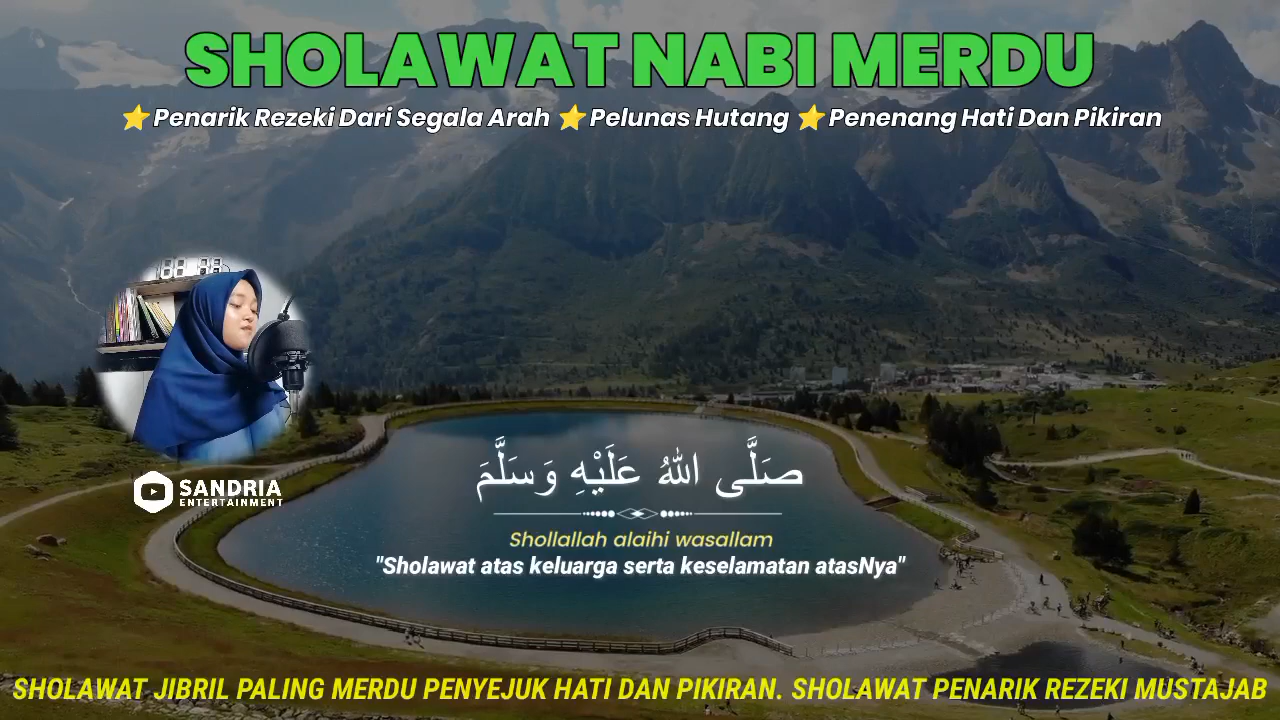 SHOLAWAT NABI MERDU
⭐Penarik Rezeki Dari Segala Arah ⭐Pelunas Hutang ⭐Penenang Hati Dan Pikiran
SANDRIA
ENTERTAINMENT
صَلَّى اللهُ عَلَيْهِ وَسَلَّمَ
Shollallah alaihi wasallam
"Sholawat atas keluarga serta keselamatan atasNya"
SHOLAWAT JIBRIL PALING MERDU PENYEJUK HATI DAN PIKIRAN. SHOLAWAT PENARIK REZEKI MUSTAJAB